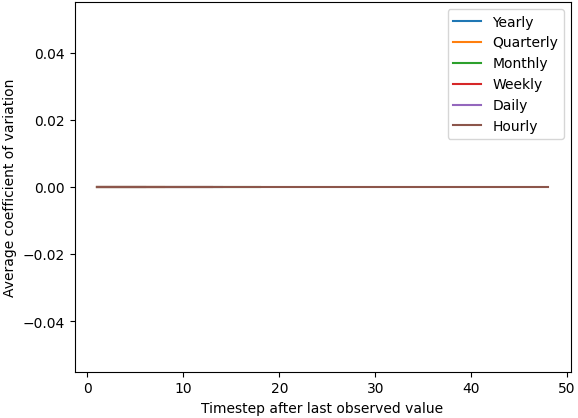 Yearly
Quarterly
Monthly
Weekly
Daily
Hourly
0.04
0.02
0.00
−0.02
−0.04
Average coefficient of variation
0 10 20 30 40 50
Timestep after last observed value